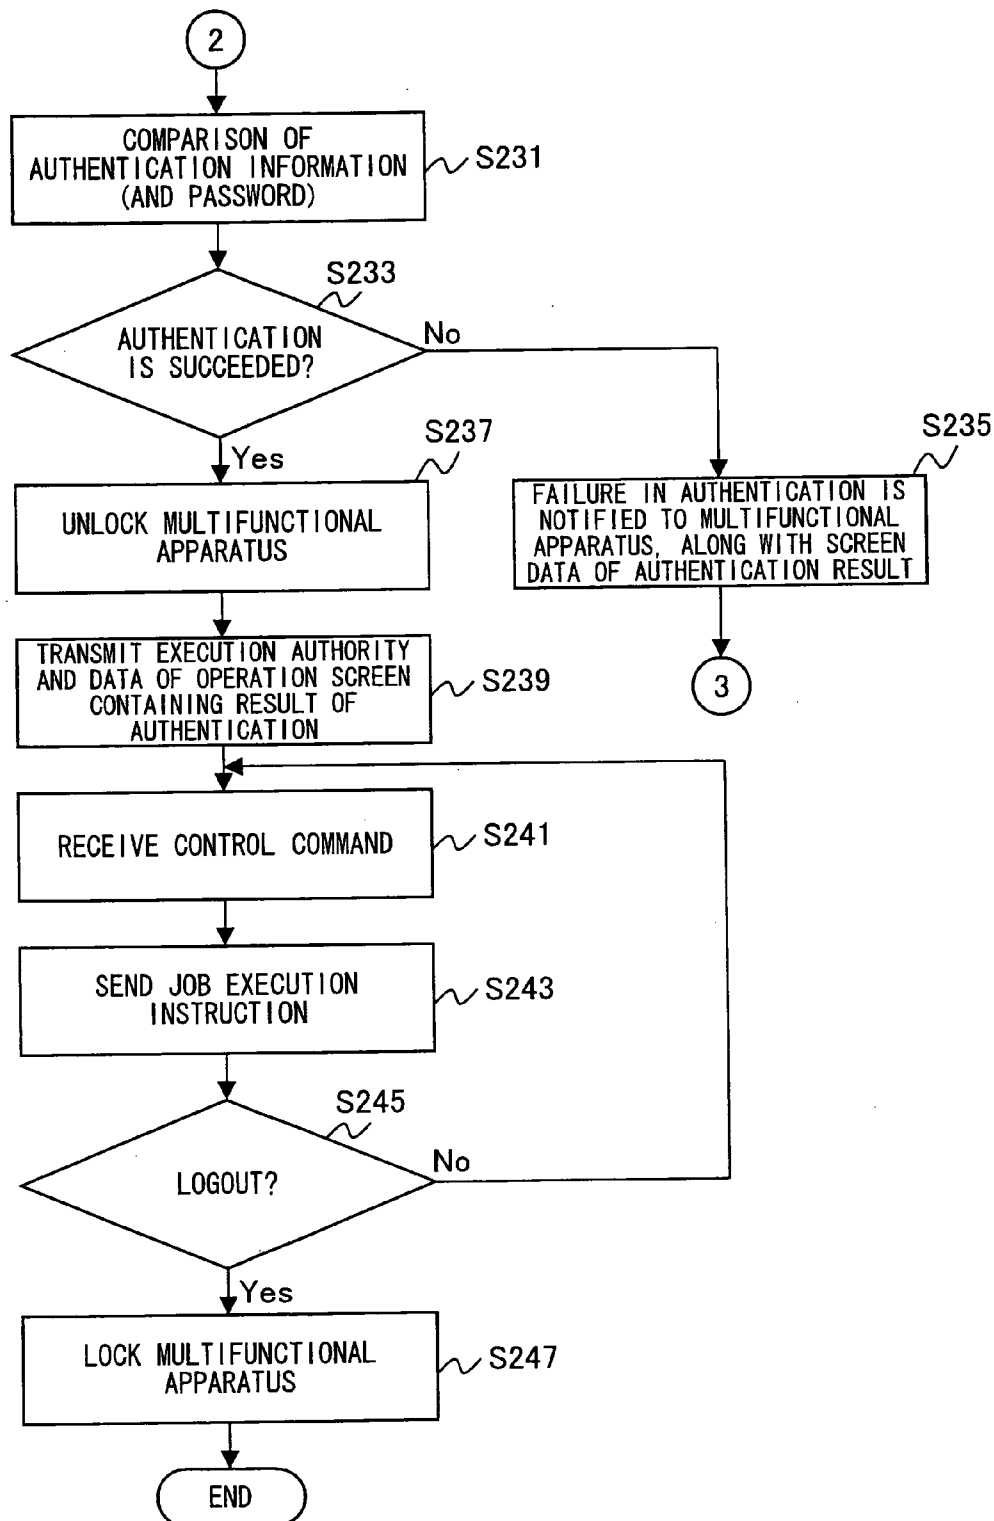 2
COMPARISON OF
AUTHENTICATION INFORMATION
(AND PASSWORD)
S231
S233
AUTHENTICATION
IS SUCCEEDED?
No
Yes
S237
S235
UNLOCK MULTIFUNCTIONAL
APPARATUS
FAILURE IN AUTHENTICATION IS
NOTIFIED TO MULTIFUNCTIONAL
APPARATUS, ALONG WITH SCREEN
DATA OF AUTHENTICATION RESULT
TRANSMIT EXECUTION AUTHORITY
AND DATA OF OPERATION SCREEN
CONTAINING RESULT OF
AUTHENTICATION
S239
3
RECEIVE CONTROL COMMAND
S241
SEND JOB EXECUTION
INSTRUCTION
S243
S245
LOGOUT?
No
Yes
LOCK MULTIFUNCTIONAL
APPARATUS
S247
END